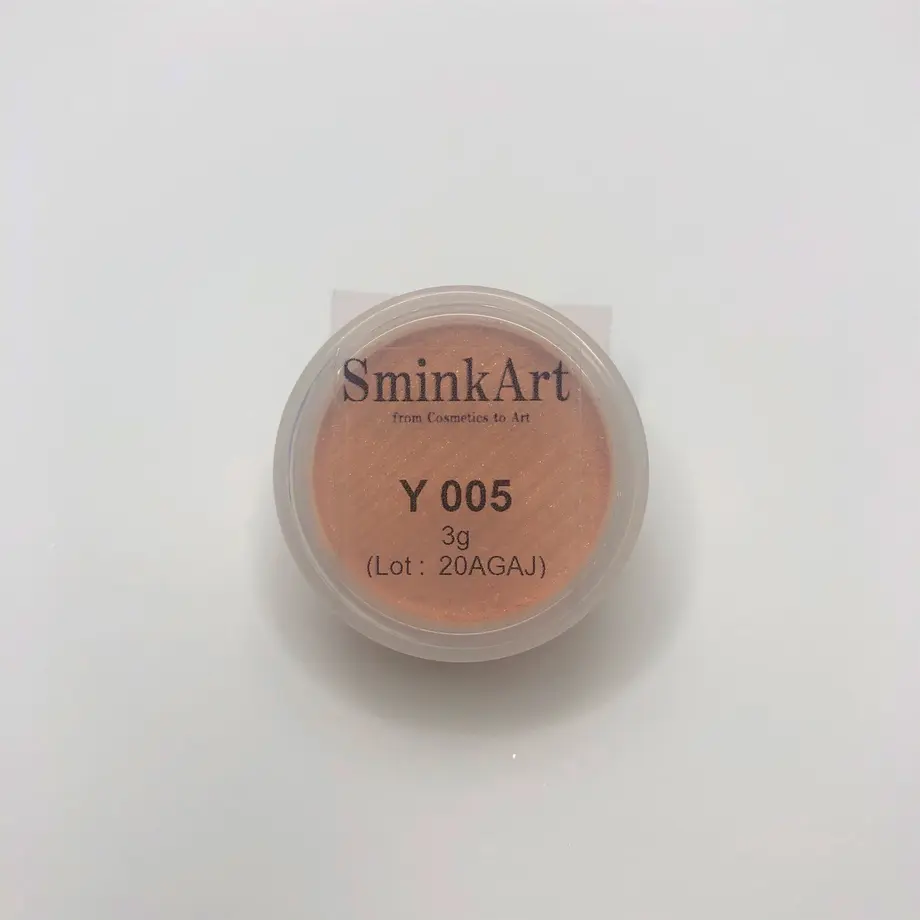 SminkArt
from Cosmetics to Art
Y 005
3g
(Lot : 20AGAJ)